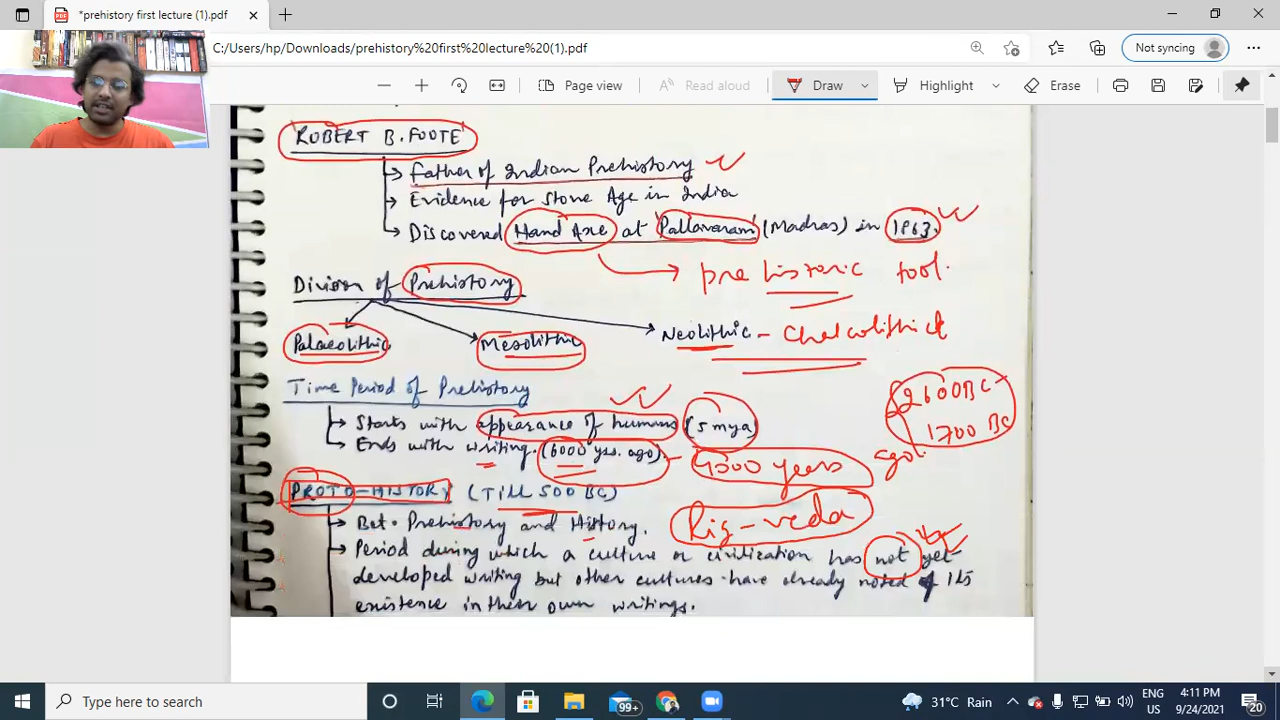 *prehistory first lecture (1).pdf
C:/Users/hp/Downloads/prehistory%20first%20lecture%20(1).pdf
Not syncing
Page view
Read aloud
Draw
Highlight
Erase
ROBERT B. FOOTE
Father of Indian Prehistory
Evidence for Stone Age in India
Discovered Hand Axe at Pallavaram (Madras) in 1863.
pre historic tool.
Division of Prehistory
Palaeolithic
Mesolithic
Neolithic - Chalcolithic
Time Period of Prehistory
2600 BC
1700 BC
Starts with appearance of humans (5 mya)
Ends with writing. (6000 yrs. ago). - years ago.
PROTO-HISTORY (Till 500 BC)
Rig-veda
Bet. Prehistory and History.
Period during which a culture or civilization has not yet
developed writing but other cultures have already noted its
existence in their own writings.
Type here to search
99+
31°C Rain
ENG
US
4:11 PM
9/24/2021
20